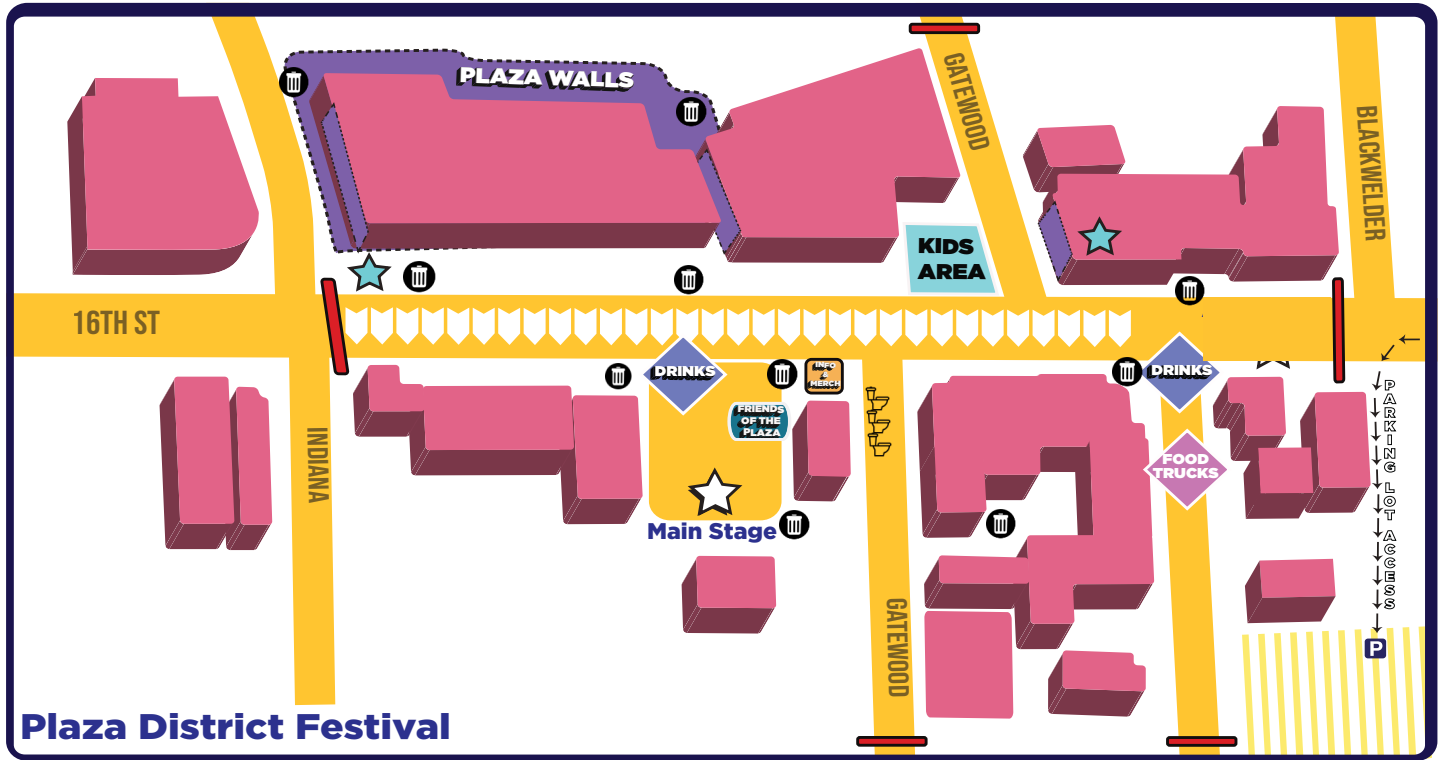 PLAZA WALLS
GATEWOOD
BLACKWELDER
KIDS
AREA
16TH ST
DRINKS
INFO
&
MERCH
DRINKS
FRIENDS
OF THE
PLAZA
INDIANA
FOOD
TRUCKS
PARKING LOT ACCESS
Main Stage
GATEWOOD
P
Plaza District Festival